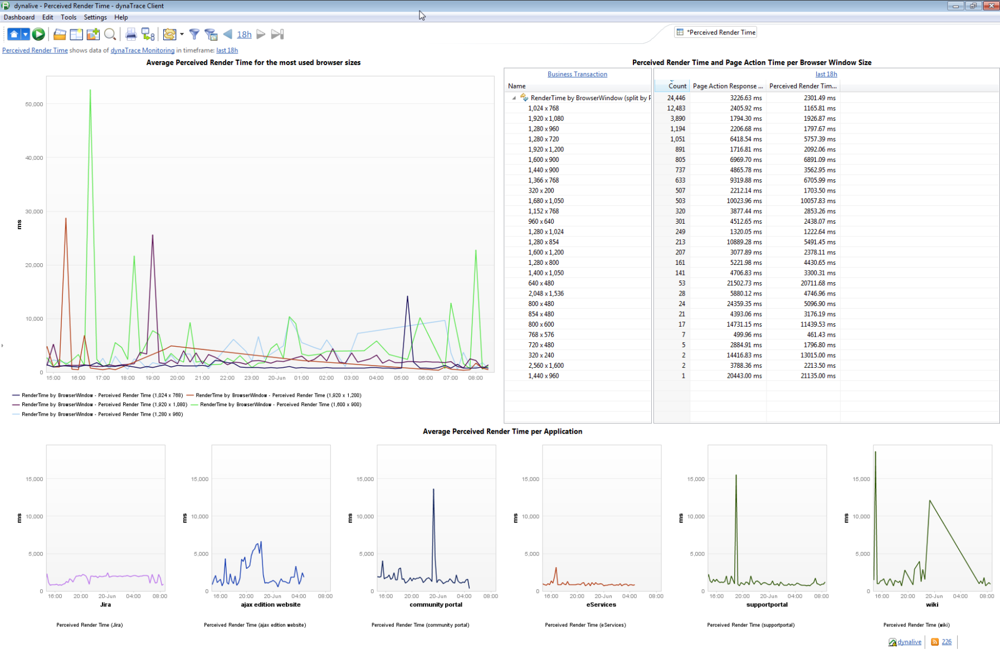 dynalive - Perceived Render Time - dynaTrace Client
Dashboard Edit Tools Settings Help
18h
*Perceived Render Time
Perceived Render Time shows data of dynaTrace Monitoring in timeframe: last 18h
Average Perceived Render Time for the most used browser sizes
50,000
40,000
30,000
20,000
10,000
0
ms
15:00 16:00 17:00 18:00 19:00 20:00 21:00 22:00 23:00 20-Jun 01:00 02:00 03:00 04:00 05:00 06:00 07:00 08:00
RenderTime by BrowserWindow - Perceived Render Time (1,024 x 768) RenderTime by BrowserWindow - Perceived Render Time (1,920 x 1,200)
RenderTime by BrowserWindow - Perceived Render Time (1,920 x 1,080) RenderTime by BrowserWindow - Perceived Render Time (1,600 x 900)
RenderTime by BrowserWindow - Perceived Render Time (1,280 x 960)
Perceived Render Time and Page Action Time per Browser Window Size
Business Transaction last 18h
Name Count Page Action Response ... Perceived Render Tim...
RenderTime by BrowserWindow (split by F 24,446 3226.63 ms 2301.49 ms
1,024 x 768 12,483 2405.92 ms 1165.81 ms
1,920 x 1,080 3,890 1794.30 ms 1926.87 ms
1,280 x 960 1,194 2206.68 ms 1797.67 ms
1,280 x 720 1,051 6418.54 ms 5757.39 ms
1,920 x 1,200 891 1716.81 ms 2092.06 ms
1,600 x 900 805 6969.70 ms 6891.09 ms
1,440 x 900 737 4865.78 ms 3562.95 ms
1,366 x 768 633 9319.88 ms 6705.99 ms
320 x 200 507 2212.14 ms 1703.50 ms
1,680 x 1,050 503 10023.96 ms 10057.83 ms
1,152 x 768 320 3877.44 ms 2853.26 ms
960 x 640 301 4512.65 ms 2438.07 ms
1,280 x 1,024 249 1320.05 ms 1222.64 ms
1,280 x 854 213 10889.28 ms 5491.45 ms
1,600 x 1,200 207 3077.89 ms 2378.11 ms
1,280 x 800 161 5221.98 ms 4430.65 ms
1,400 x 1,050 141 4706.83 ms 3300.31 ms
640 x 480 53 21502.73 ms 20711.68 ms
2,048 x 1,536 28 5880.12 ms 4746.96 ms
800 x 480 24 24359.35 ms 5096.90 ms
854 x 480 21 4393.06 ms 3176.19 ms
800 x 600 17 14731.15 ms 11439.53 ms
768 x 576 7 499.96 ms 461.43 ms
720 x 480 5 2884.91 ms 1796.80 ms
320 x 240 2 14416.83 ms 13015.00 ms
2,560 x 1,600 2 3788.36 ms 2213.50 ms
1,440 x 960 1 20443.00 ms 21135.00 ms
Average Perceived Render Time per Application
15,000
10,000
5,000
0
ms
16:00 20:00 20-Jun 04:00 08:00
Jira
Perceived Render Time (Jira)
15,000
10,000
5,000
0
ms
16:00 20:00 20-Jun 04:00 08:00
ajax edition website
Perceived Render Time (ajax edition website)
15,000
10,000
5,000
0
ms
16:00 20:00 20-Jun 04:00 08:00
community portal
Perceived Render Time (community portal)
15,000
10,000
5,000
0
ms
16:00 20:00 20-Jun 04:00 08:00
eServices
Perceived Render Time (eServices)
15,000
10,000
5,000
0
ms
16:00 20:00 20-Jun 04:00 08:00
supportportal
Perceived Render Time (supportportal)
15,000
10,000
5,000
0
ms
16:00 20:00 20-Jun 04:00 08:00
wiki
Perceived Render Time (wiki)
dynalive 226